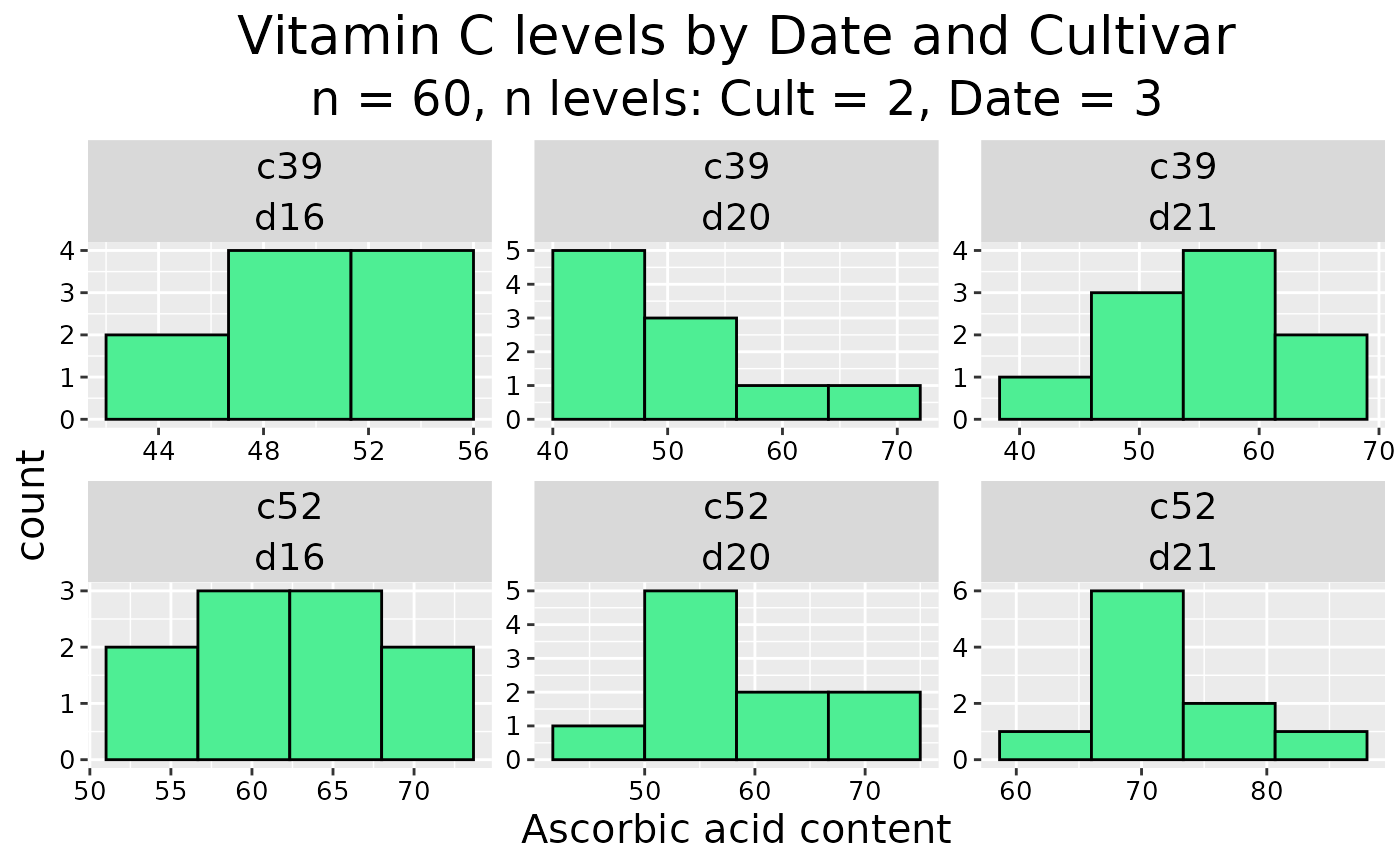 Vitamin C levels by Date and Cultivar
n = 60, n levels: Cult = 2, Date = 3
c39 c39 c39
d16 d20 d21
4 5 4
4
3 3
3
2 2
2
1 1 1
0 0 0
44 48 52 56 40 50 60 70 40 50 60 70
count
c52 c52 c52
d16 d20 d21
3 5 6
4
2 4
3
2
1 2
1
0 0 0
50 55 60 65 70 50 60 70 60 70 80
Ascorbic acid content